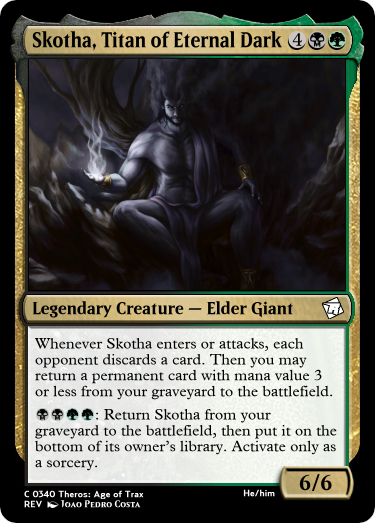 Skotha, Titan of Eternal Dark 4
Legendary Creature — Elder Giant
Whenever Skotha enters or attacks, each
opponent discards a card. Then you may
return a permanent card with mana value 3
or less from your graveyard to the battlefield.
: Return Skotha from your
graveyard to the battlefield, then put it on the
bottom of its owner's library. Activate only as
a sorcery.
6/6
C 0340 Theros: Age of Trax He/him
REV Joao Pedro Costa